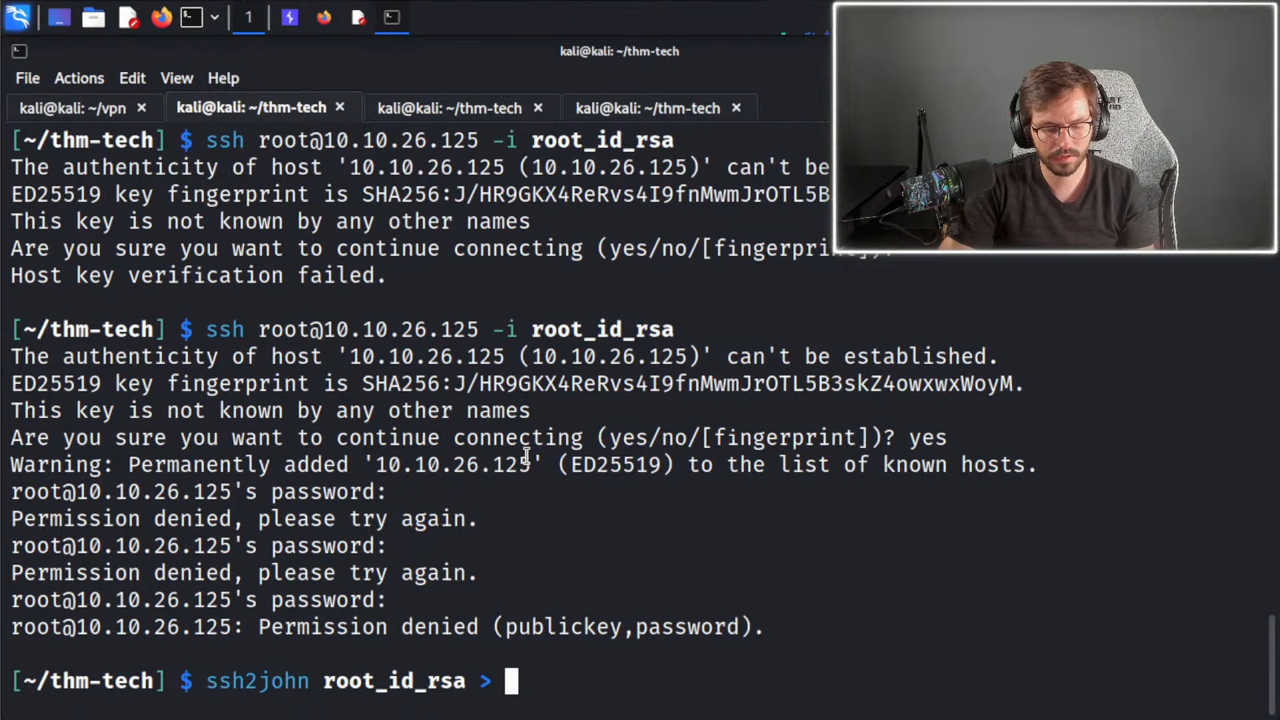 1
kali@kali: ~/thm-tech
File Actions Edit View Help
kali@kali: ~/vpn kali@kali: ~/thm-tech kali@kali: ~/thm-tech kali@kali: ~/thm-tech
[~/thm-tech] $ ssh root@10.10.26.125 -i root_id_rsa
The authenticity of host '10.10.26.125 (10.10.26.125)' can't be
ED25519 key fingerprint is SHA256:J/HR9GKX4ReRvs4I9fnMwmJrOTL5B
This key is not known by any other names
Are you sure you want to continue connecting (yes/no/[fingerprint])?
Host key verification failed.
[~/thm-tech] $ ssh root@10.10.26.125 -i root_id_rsa
The authenticity of host '10.10.26.125 (10.10.26.125)' can't be established.
ED25519 key fingerprint is SHA256:J/HR9GKX4ReRvs4I9fnMwmJrOTL5B3skZ4owxwxWoyM.
This key is not known by any other names
Are you sure you want to continue connecting (yes/no/[fingerprint])? yes
Warning: Permanently added '10.10.26.125' (ED25519) to the list of known hosts.
root@10.10.26.125's password:
Permission denied, please try again.
root@10.10.26.125's password:
Permission denied, please try again.
root@10.10.26.125's password:
root@10.10.26.125: Permission denied (publickey,password).
[~/thm-tech] $ ssh2john root_id_rsa >